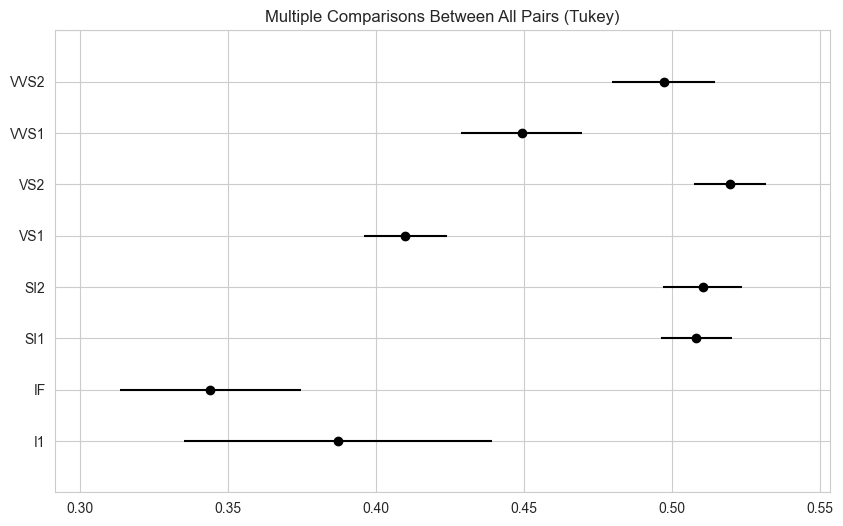 Multiple Comparisons Between All Pairs (Tukey)
VVS2
VVS1
VS2
VS1
SI2
SI1
IF
I1
0.30 0.35 0.40 0.45 0.50 0.55